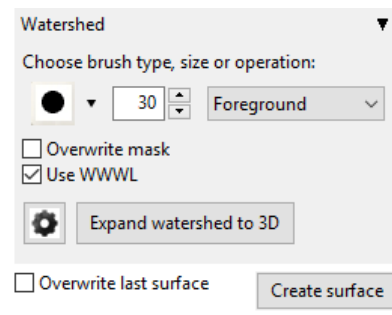 Watershed
Choose brush type, size or operation:
30 Foreground
Overwrite mask
Use WWWL
Expand watershed to 3D
Overwrite last surface Create surface